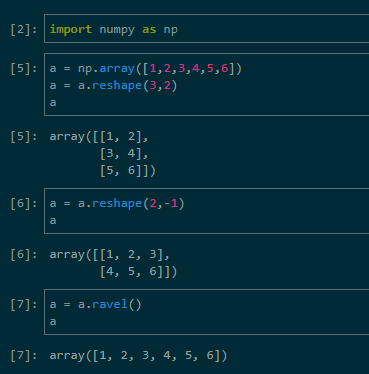 [2]: import numpy as np
[5]: a = np.array([1,2,3,4,5,6])
a = a.reshape(3,2)
a
[5]: array([[1, 2],
[3, 4],
[5, 6]])
[6]: a = a.reshape(2,-1)
a
[6]: array([[1, 2, 3],
[4, 5, 6]])
[7]: a = a.ravel()
a
[7]: array([1, 2, 3, 4, 5, 6])